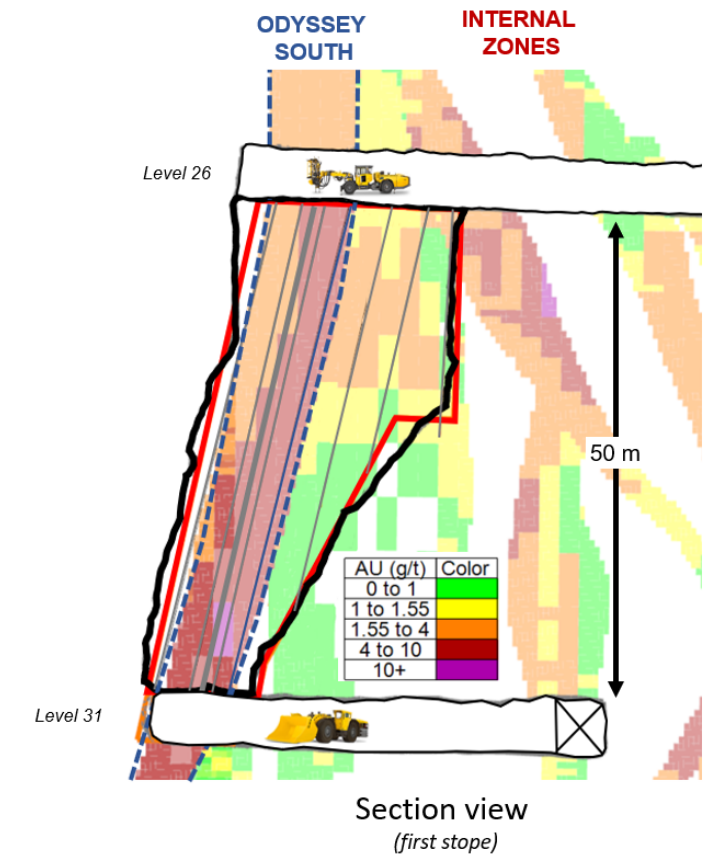 ODYSSEY
SOUTH
INTERNAL
ZONES
Level 26
50 m
AU (g/t) Color
0 to 1
1 to 1.55
1.55 to 4
4 to 10
10+
Level 31
Section view
(first stope)